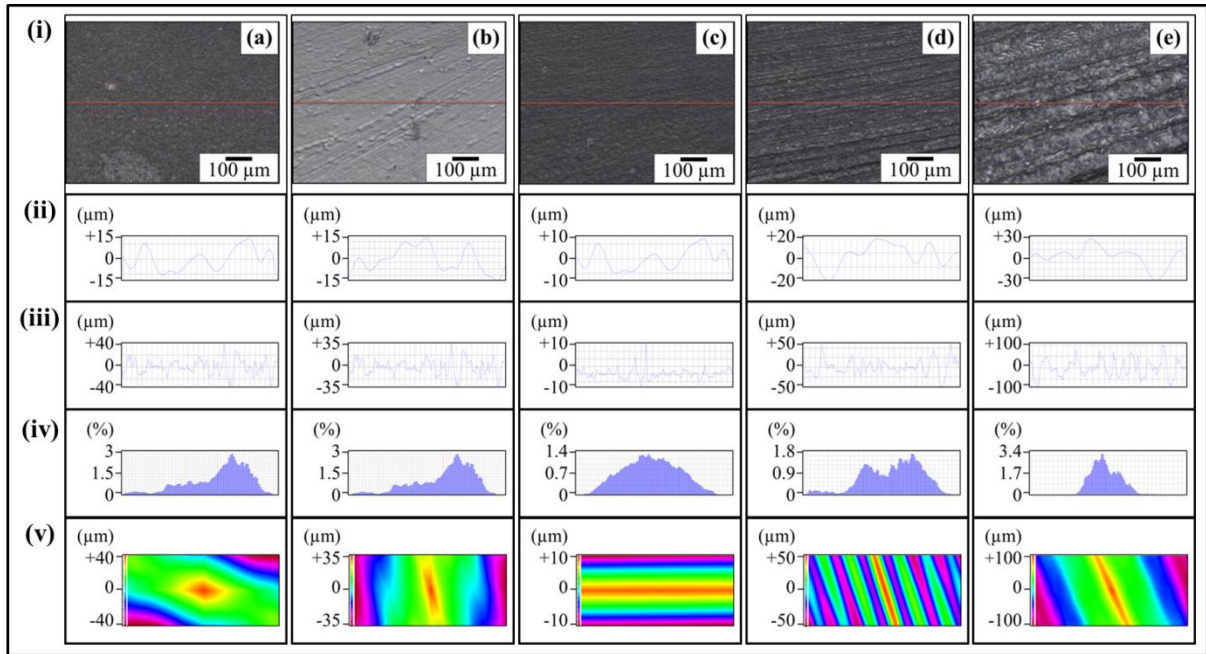 (i) (a) (b) (c) (d) (e)
100 µm 100 µm 100 µm 100 µm 100 µm
(ii) (µm) (µm) (µm) (µm) (µm)
+15 +15 +10 +20 +30
0 0 0 0 0
-15 -15 -10 -20 -30
(iii) (µm) (µm) (µm) (µm) (µm)
+40 +35 +10 +50 +100
0 0 0 0 0
-40 -35 -10 -50 -100
(iv) (%) (%) (%) (%) (%)
3 3 1.4 1.8 3.4
1.5 1.5 0.7 0.9 1.7
0 0 0 0 0
(v) (µm) (µm) (µm) (µm) (µm)
+40 +35 +10 +50 +100
0 0 0 0 0
-40 -35 -10 -50 -100